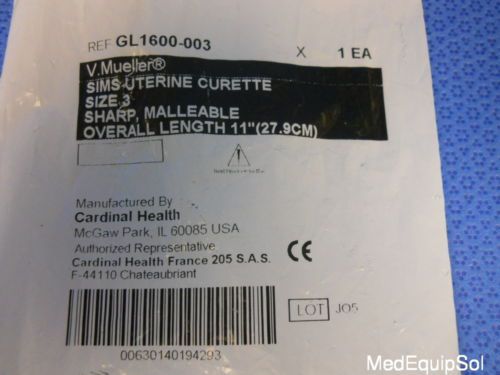 REF GL1600-003 X 1 EA
V.Mueller®
SIMS UTERINE CURETTE
SIZE 3
SHARP, MALLEABLE
OVERALL LENGTH 11"(27.9CM)
Manufactured By
Cardinal Health
McGaw Park, IL 60085 USA
Authorized Representative
Cardinal Health France 205 S.A.S.
F-44110 Chateaubriant
CE
LOT JO5
00630140194293
MedEquipSol